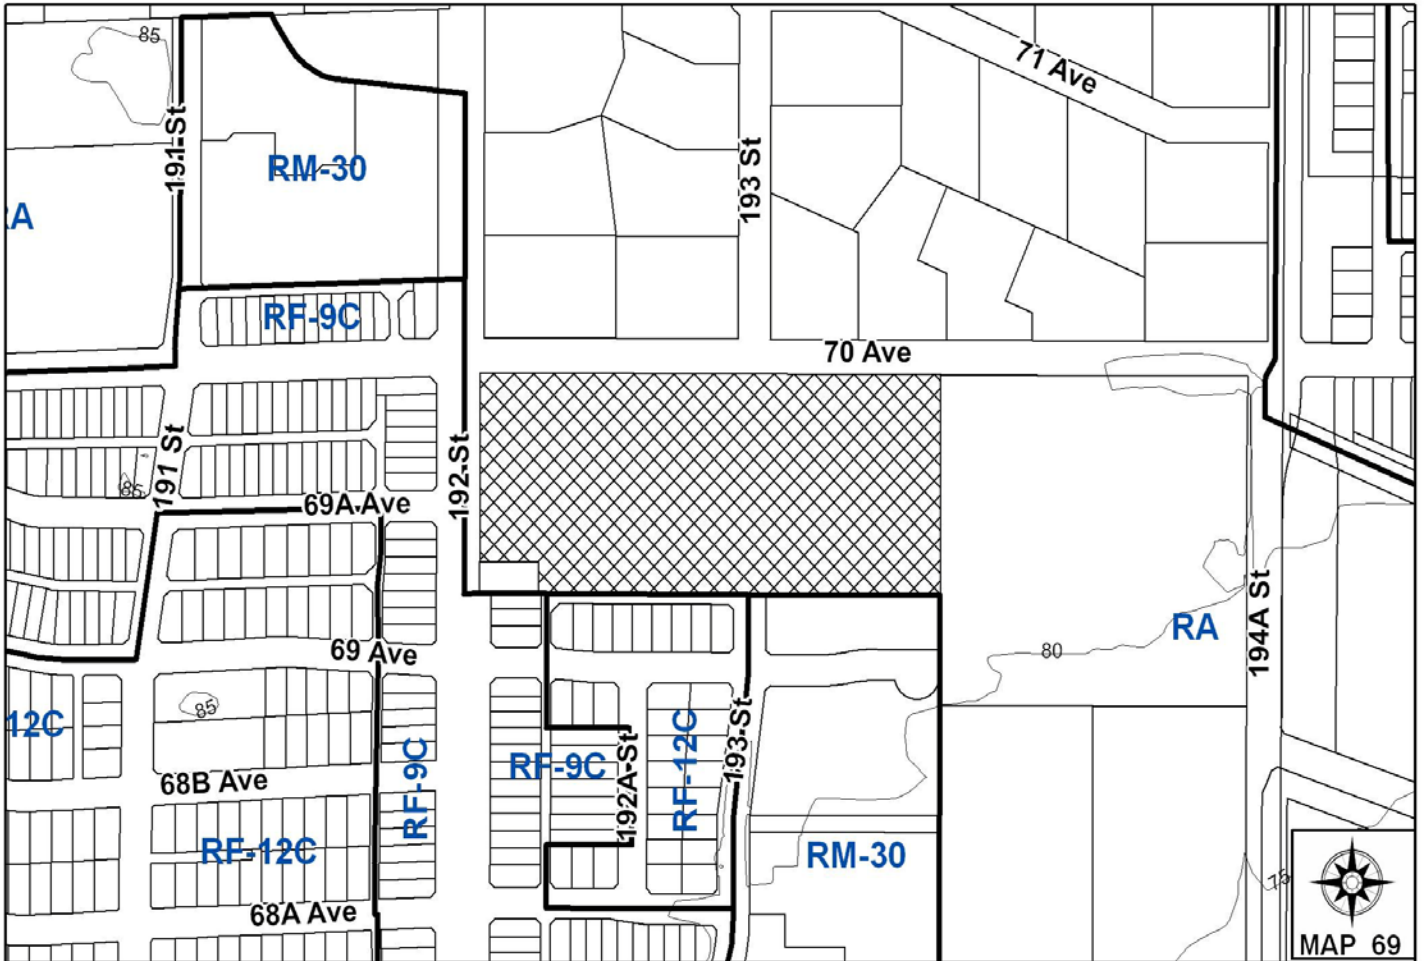 85
71 Ave
191 St
RM-30
193 St
RA
RF-9C
70 Ave
191 St
192 St
85
69A Ave
69 Ave
194A St
RA
80
85
12C
193 St
RF-12C
RF-9C
RF-9C
192A St
68B Ave
RF-12C
RM-30
68A Ave
75
MAP 69